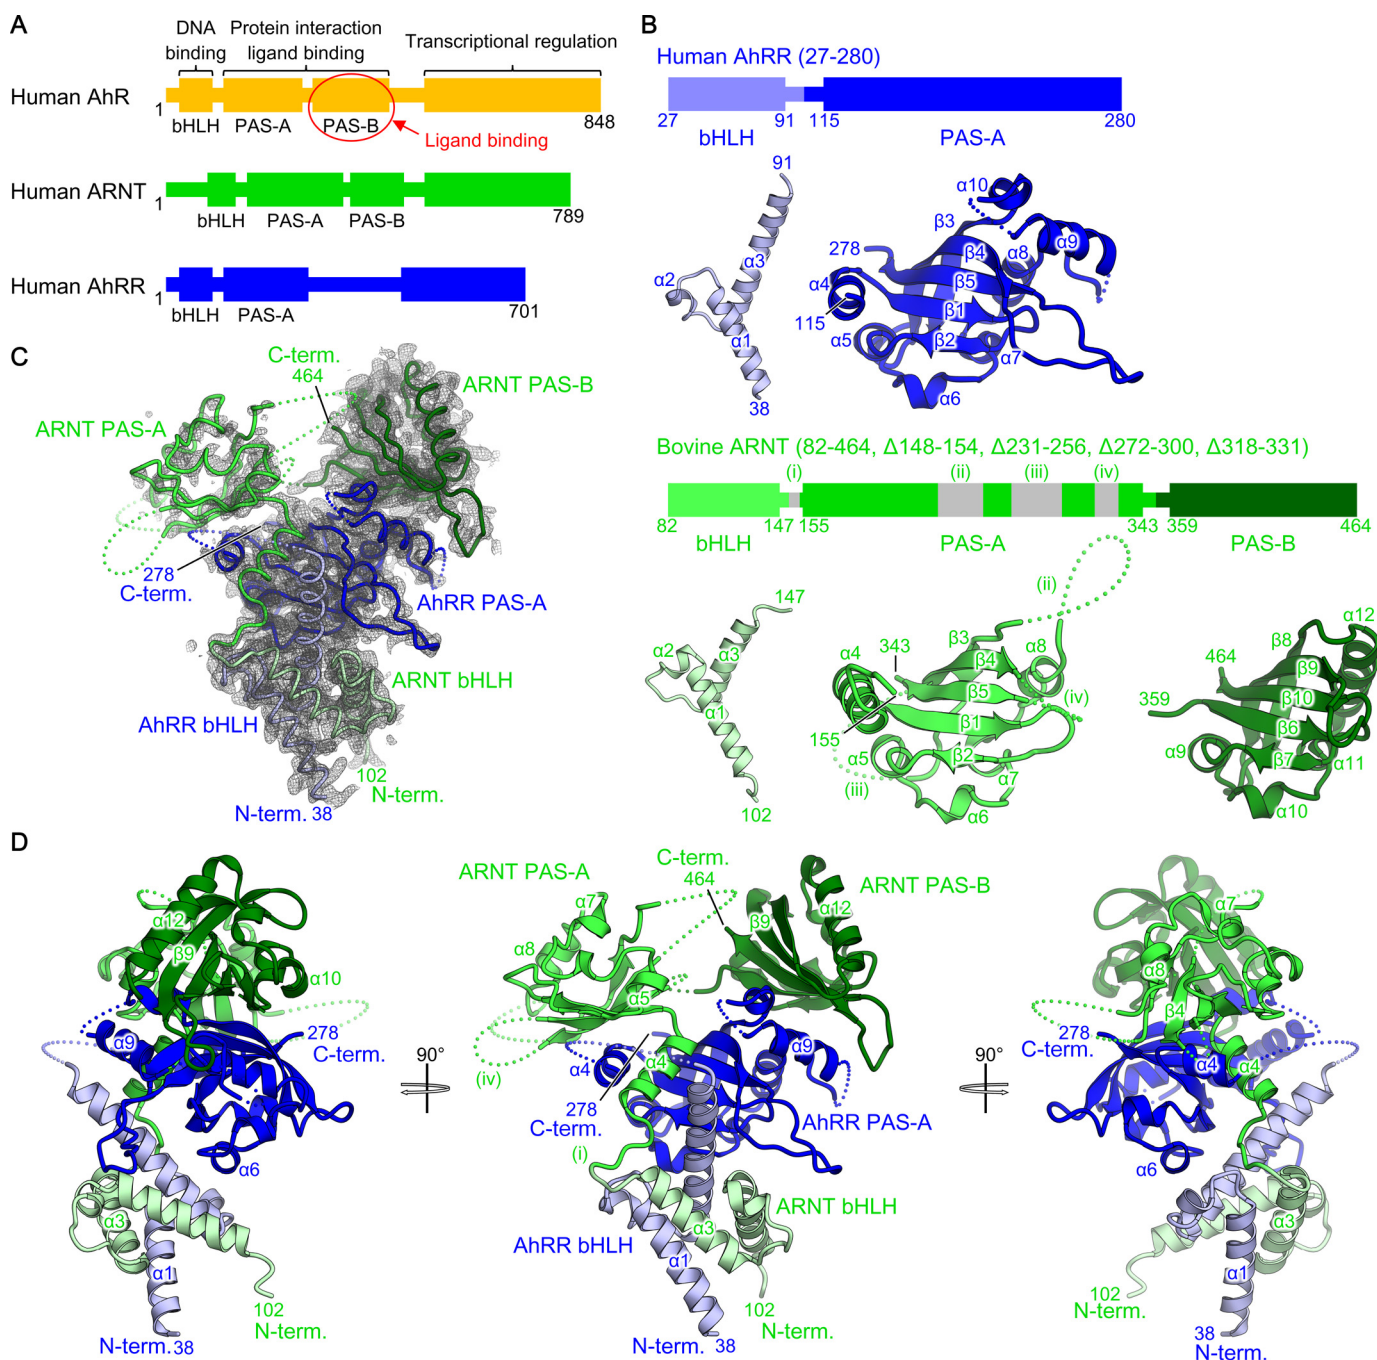 A
DNA binding
Protein interaction ligand binding
Transcriptional regulation
Human AhR
1
bHLH
PAS-A
PAS-B
848
Ligand binding
Human ARNT
1
bHLH
PAS-A
PAS-B
789
Human AhRR
1
bHLH
PAS-A
701
B
Human AhRR (27-280)
27
91
115
280
bHLH
PAS-A
91
α3
α2
α1
38
α10
β3
278
β4
α8
α9
α4
β5
115
β1
α5
β2
α7
α6
Bovine ARNT (82-464, Δ148-154, Δ231-256, Δ272-300, Δ318-331)
(i)
(ii)
(iii)
(iv)
82
147
155
343
359
464
bHLH
PAS-A
PAS-B
147
α2
α3
α1
102
(ii)
β3
343
α4
β4
α8
β5
(iv)
β1
155
α5
β2
α7
(iii)
α6
α12
β8
464
β9
359
β10
β6
α9
β7
α11
α10
C
C-term.
464
ARNT PAS-B
ARNT PAS-A
278
C-term.
AhRR PAS-A
ARNT bHLH
AhRR bHLH
102
N-term.
N-term. 38
D
α12
β9
α10
278
C-term.
α9
α6
α3
α1
102
N-term.
N-term. 38
90°
ARNT PAS-A
C-term.
464
ARNT PAS-B
α77
β9
α12
α8
α5
(iv)
α4
α4
α9
278
C-term.
AhRR PAS-A
(i)
ARNT bHLH
α3
AhRR bHLH
α1
102
N-term. 38
N-term.
90°
α7
α8
β4
278
C-term.
α4
α4
α6
α3
α1
102
N-term.
38
N-term.